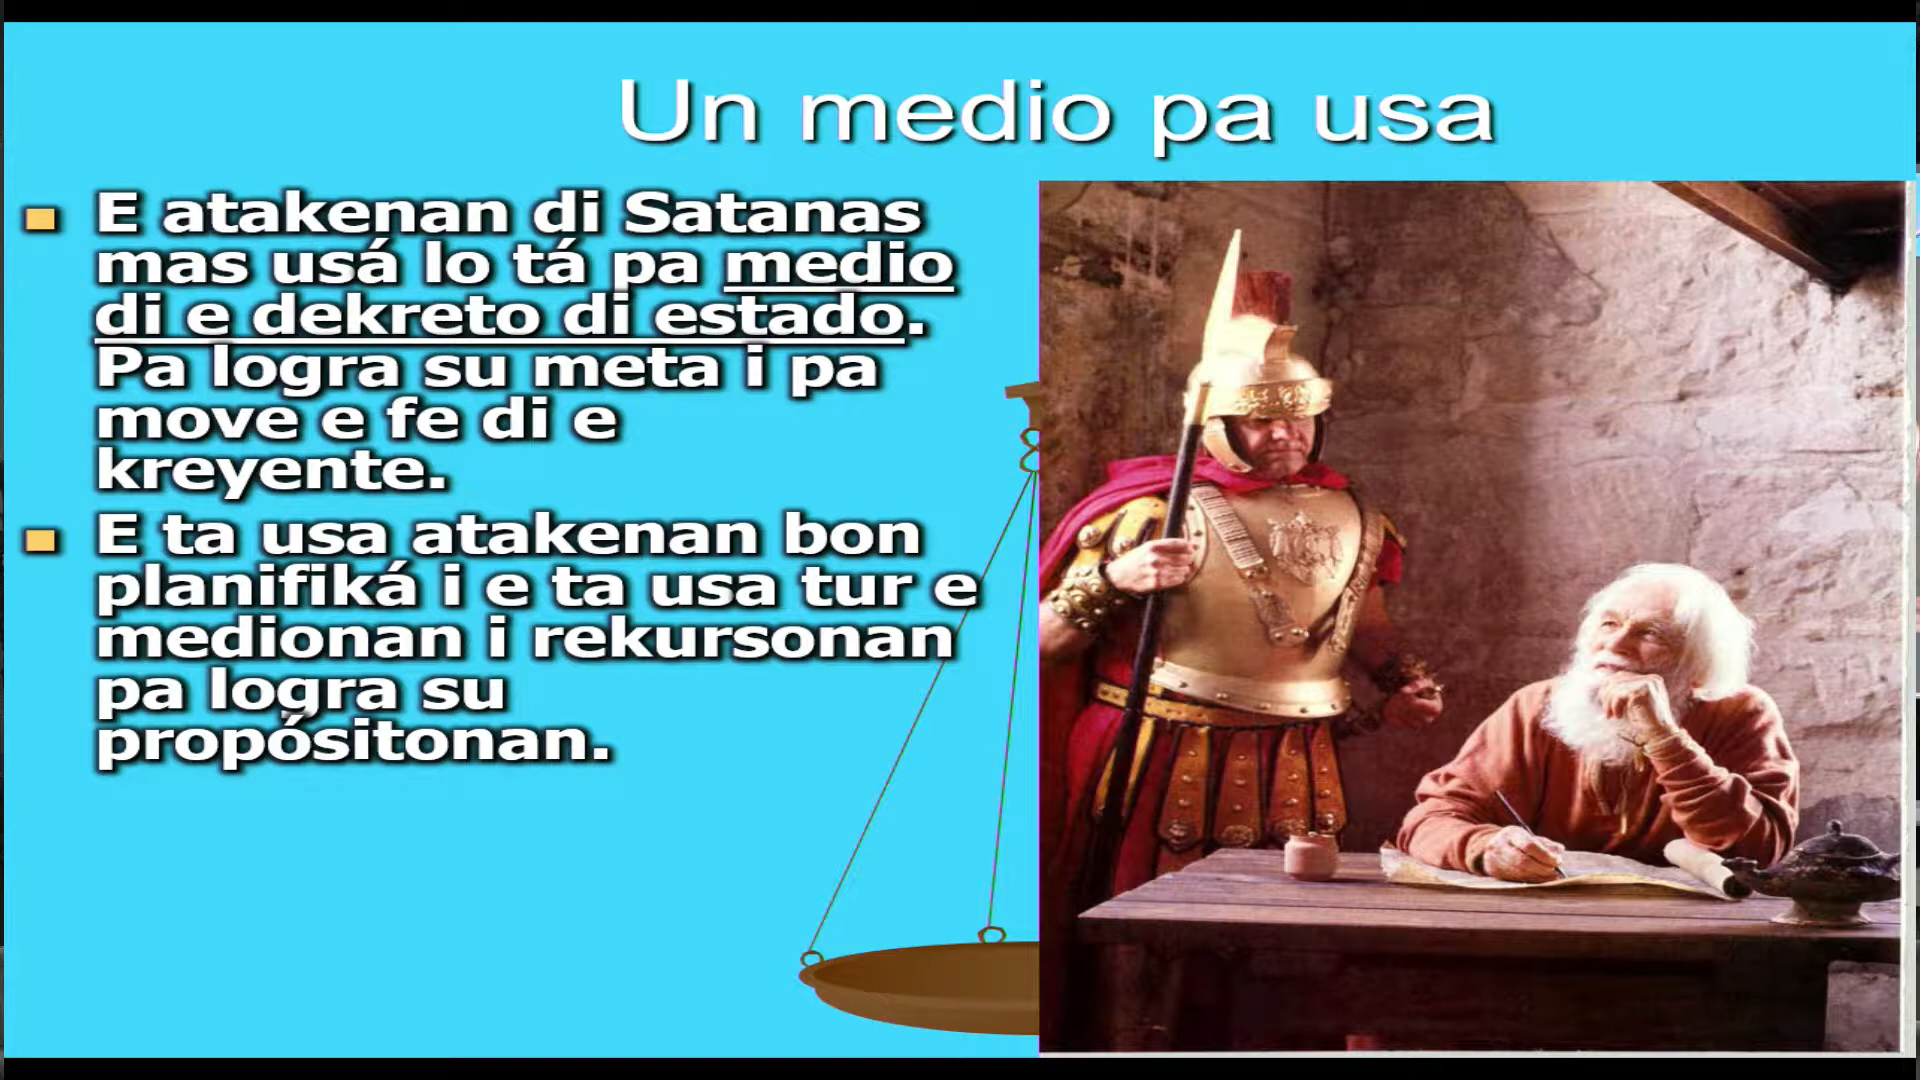 Un medio pa usa
E atakenan di Satanas
mas usá lo tá pa medio
di e dekreto di estado.
Pa logra su meta i pa
move e fe di e
kreyente.
E ta usa atakenan bon
planifiká i e ta usa tur e
medionan i rekursonan
pa logra su
propósitonan.